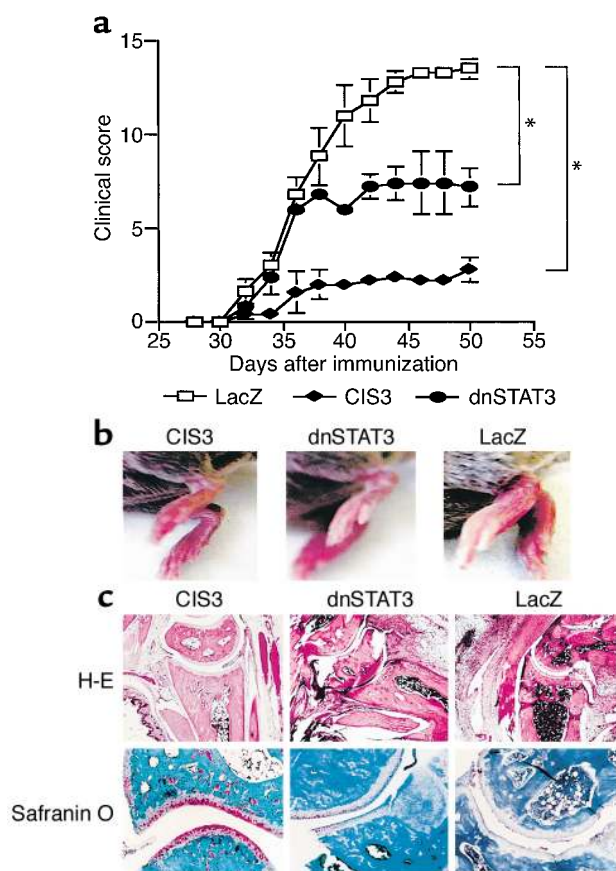 a
15
10
5
0
Clinical score
*
*
25 30 35 40 45 50 55
Days after immunization
LacZ CIS3 dnSTAT3
b
CIS3 dnSTAT3 LacZ
c
CIS3 dnSTAT3 LacZ
H-E
Safranin O